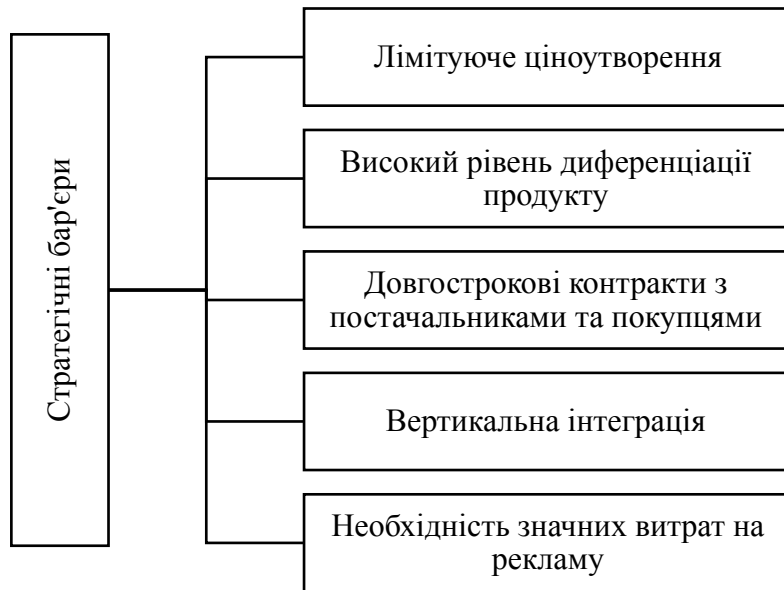 Стратегічні бар'єри
Лімітуюче ціноутворення
Високий рівень диференціації
продукту
Довгострокові контракти з
постачальниками та покупцями
Вертикальна інтеграція
Необхідність значних витрат на
рекламу